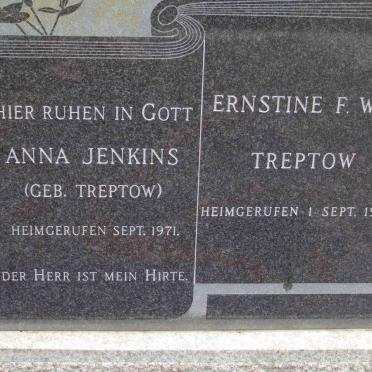 HIER RUHEN IN GOTT
ANNA JENKINS
(GEB. TREPTOW)
HEIMGERUFEN SEPT. 1971.
DER HERR IST MEIN HIRTE.
ERNSTINE F. W
TREPTOW
HEIMGERUFEN 1 SEPT. 19